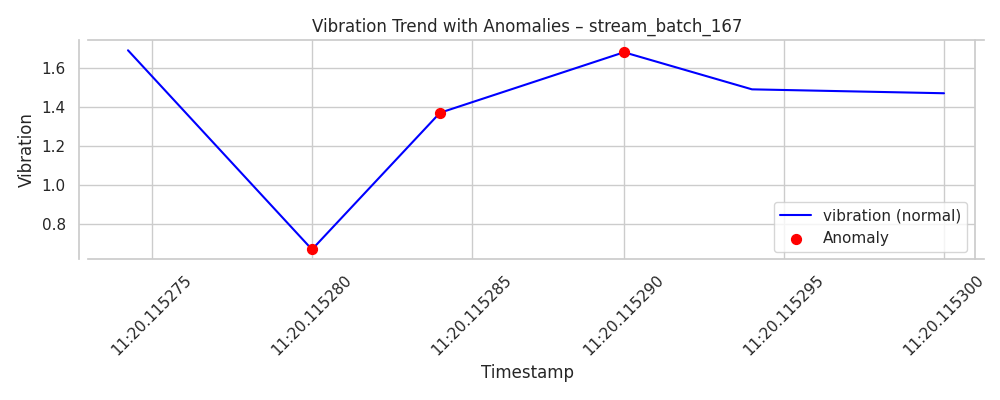 Vibration Trend with Anomalies – stream_batch_167
Vibration
1.6
1.4
1.2
1.0
0.8
vibration (normal)
Anomaly
11:20.115275
11:20.115280
11:20.115285
11:20.115290
11:20.115295
11:20.115300
Timestamp